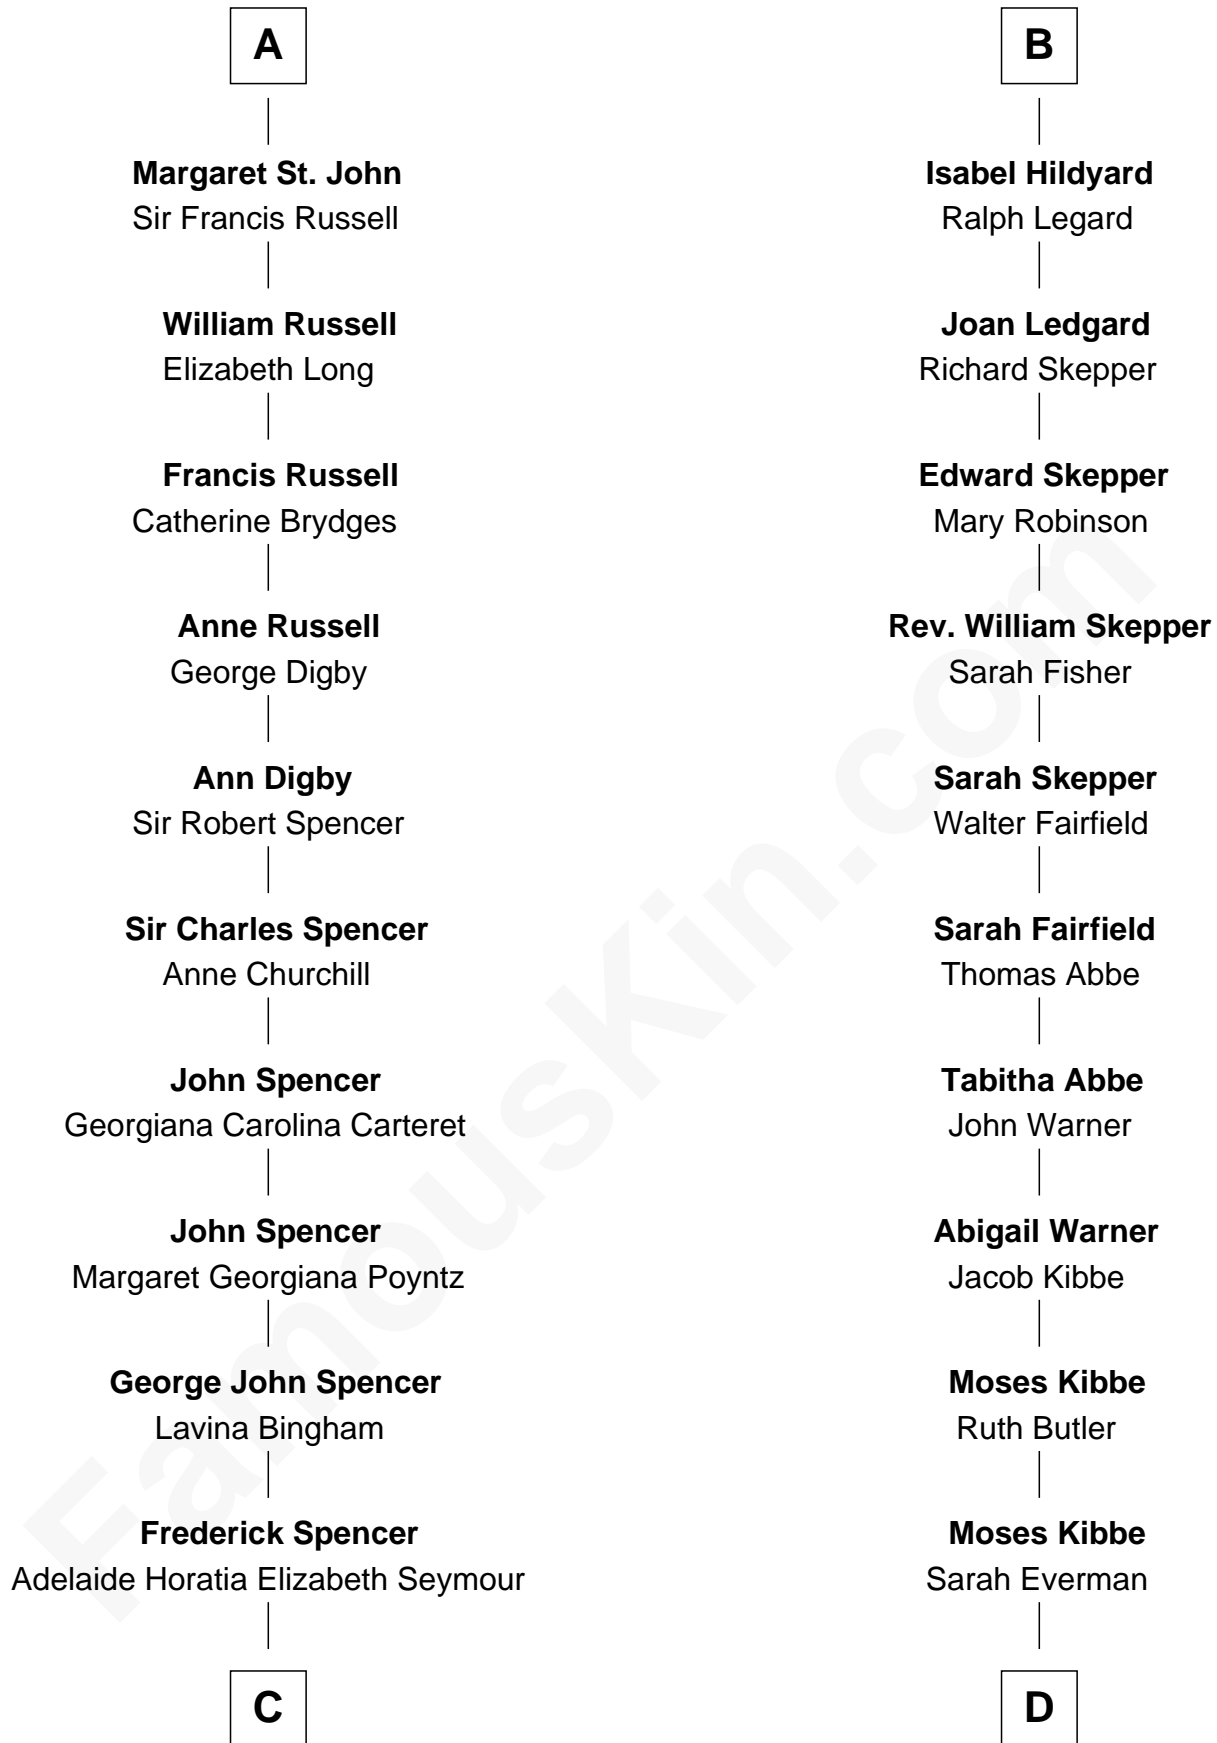 A
Margaret St. John
Sir Francis Russell
William Russell
Elizabeth Long
Francis Russell
Catherine Brydges
Anne Russell
George Digby
Ann Digby
Sir Robert Spencer
Sir Charles Spencer
Anne Churchill
John Spencer
Georgiana Carolina Carteret
John Spencer
Margaret Georgiana Poyntz
George John Spencer
Lavina Bingham
Frederick Spencer
Adelaide Horatia Elizabeth Seymour
C
B
Isabel Hildyard
Ralph Legard
Joan Ledgard
Richard Skepper
Edward Skepper
Mary Robinson
Rev. William Skepper
Sarah Fisher
Sarah Skepper
Walter Fairfield
Sarah Fairfield
Thomas Abbe
Tabitha Abbe
John Warner
Abigail Warner
Jacob Kibbe
Moses Kibbe
Ruth Butler
Moses Kibbe
Sarah Everman
D
FamousKin.com